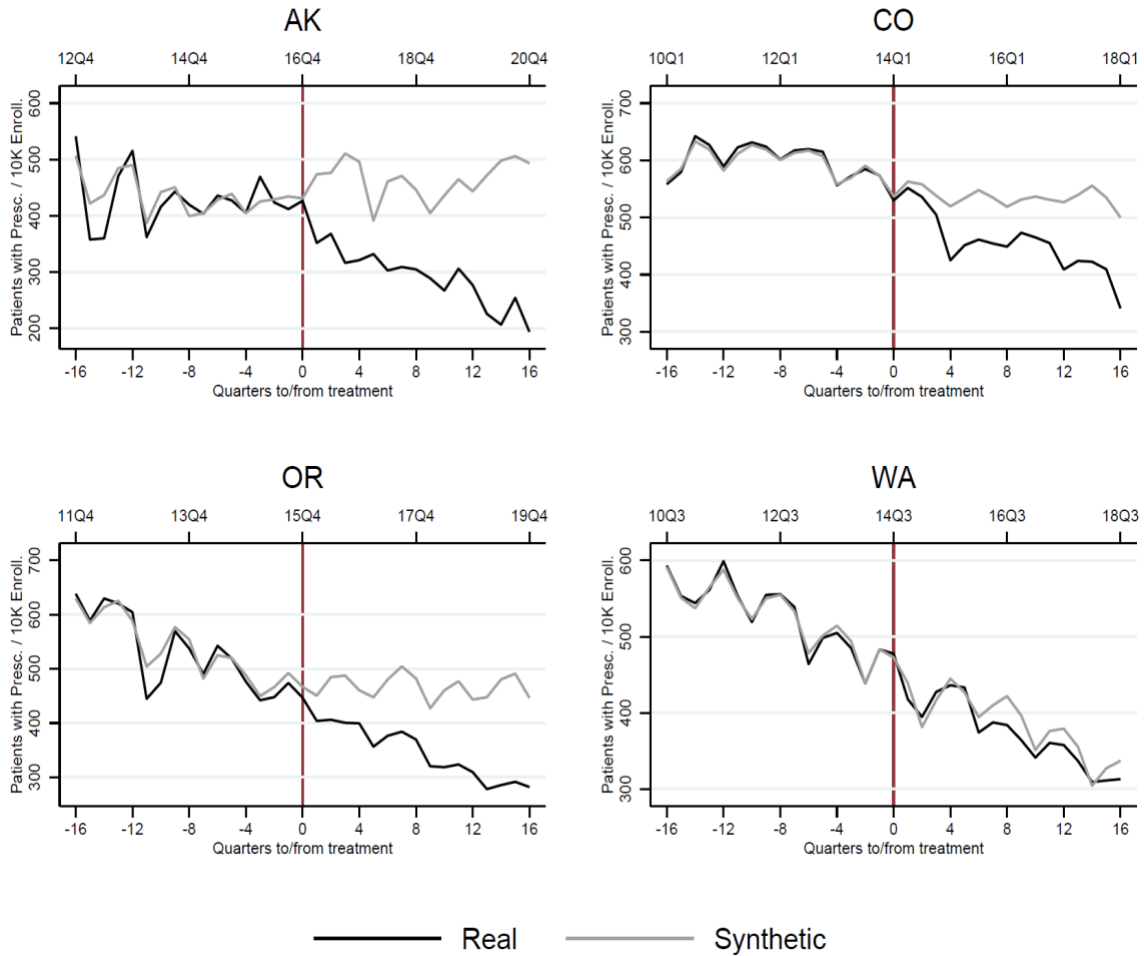 AK
12Q4 14Q4 16Q4 18Q4 20Q4
Patients with Presc. / 10K Enroll.
600
500
400
300
200
-16 -12 -8 -4 0 4 8 12 16
Quarters to/from treatment
CO
10Q1 12Q1 14Q1 16Q1 18Q1
Patients with Presc. / 10K Enroll.
700
600
500
400
300
-16 -12 -8 -4 0 4 8 12 16
Quarters to/from treatment
OR
11Q4 13Q4 15Q4 17Q4 19Q4
Patients with Presc. / 10K Enroll.
700
600
500
400
300
-16 -12 -8 -4 0 4 8 12 16
Quarters to/from treatment
WA
10Q3 12Q3 14Q3 16Q3 18Q3
Patients with Presc. / 10K Enroll.
600
500
400
300
-16 -12 -8 -4 0 4 8 12 16
Quarters to/from treatment
Real Synthetic